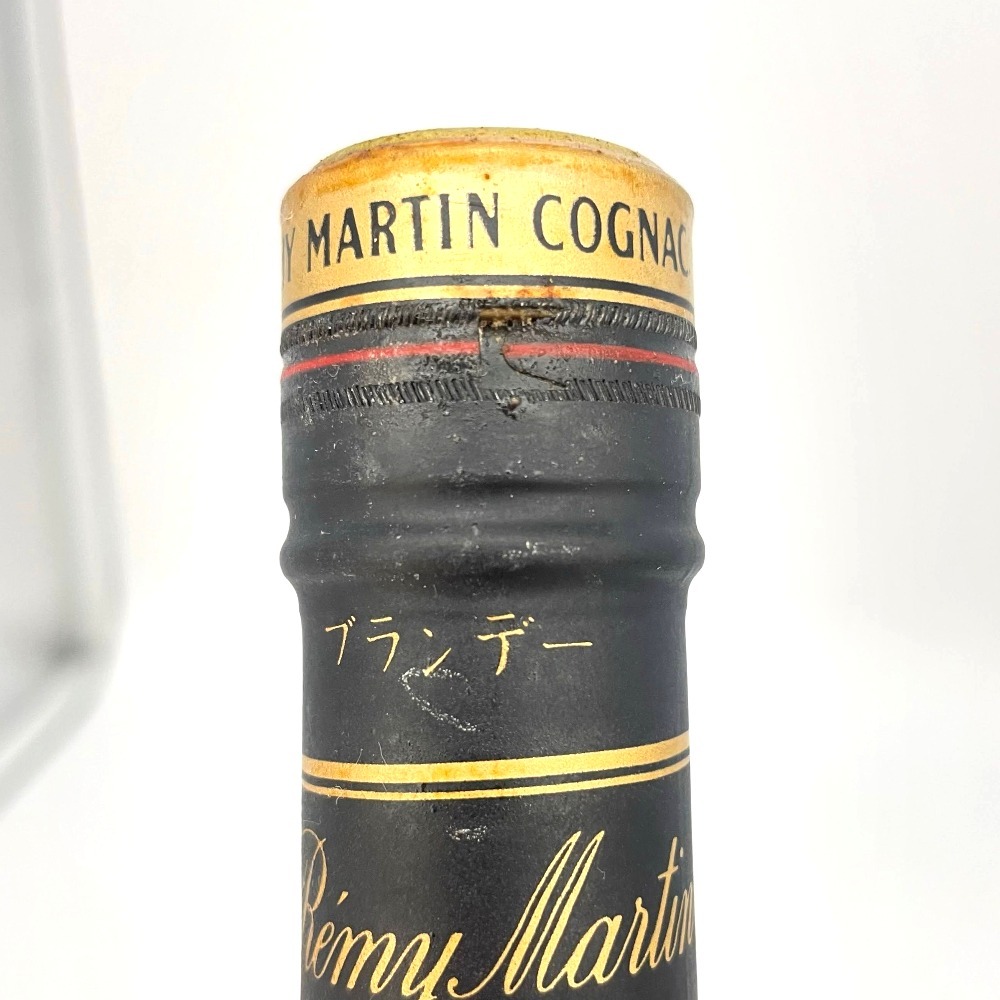 MARTIN COGNAC
ブランデー
Rémy Martin